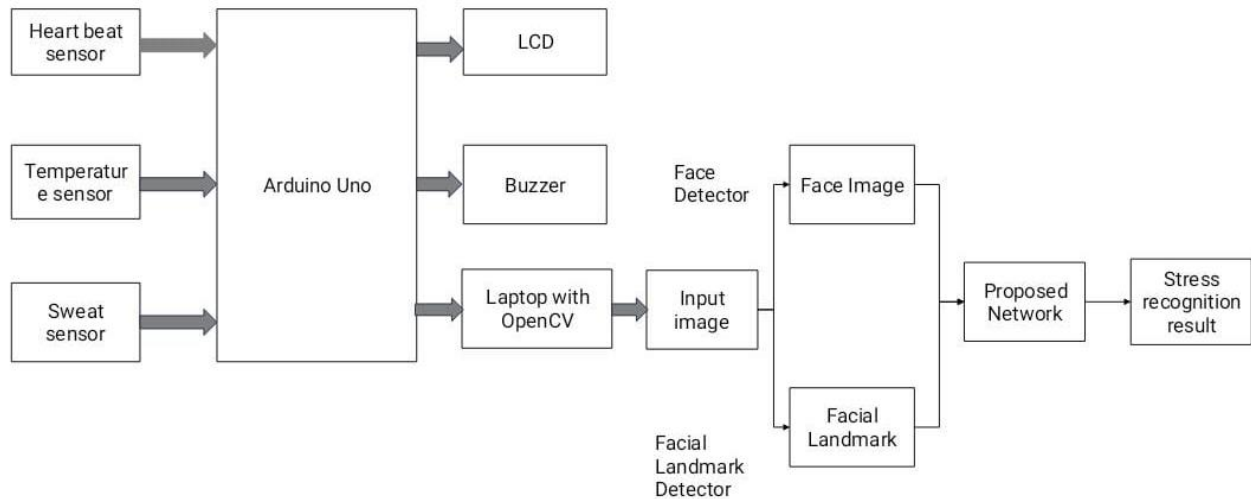 Heart beat
sensor
LCD
Temperatur
e sensor
Arduino Uno
Buzzer
Face
Detector
Face Image
Sweat
sensor
Laptop with
OpenCV
Input
image
Proposed
Network
Stress
recognition
result
Facial
Landmark
Facial
Landmark
Detector